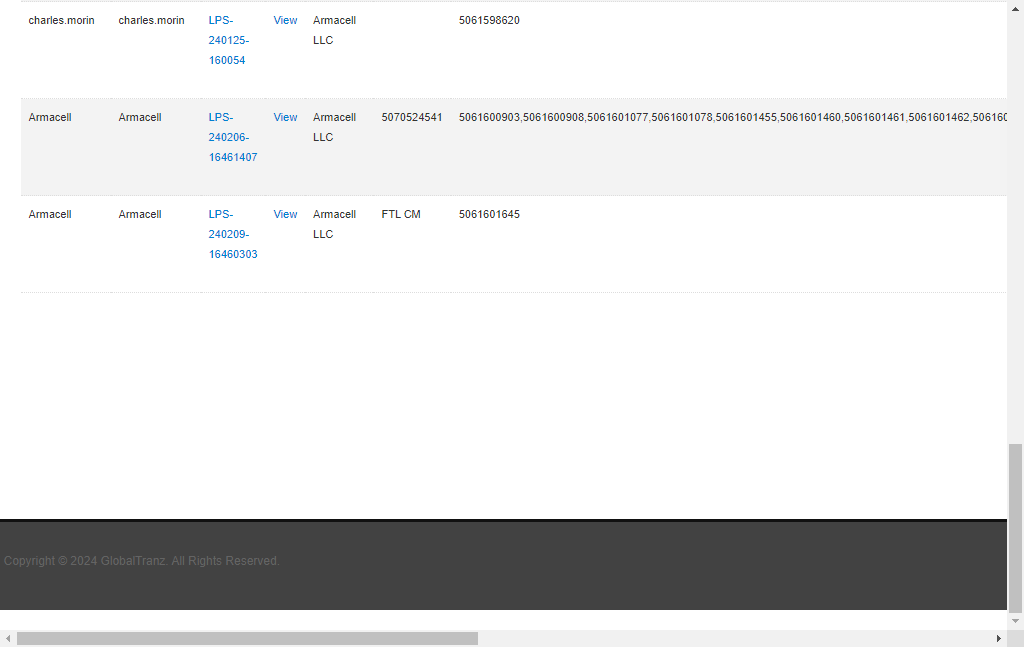 charles.morin charles.morin LPS- View Armacell 5061598620
240125- LLC
160054
Armacell Armacell LPS- View Armacell 5070524541 5061600903,5061600908,5061601077,5061601078,5061601455,5061601460,5061601461,5061601462,506160
240206- LLC
16461407
Armacell Armacell LPS- View Armacell FTL CM 5061601645
240209- LLC
16460303
Copyright © 2024 GlobalTranz. All Rights Reserved.